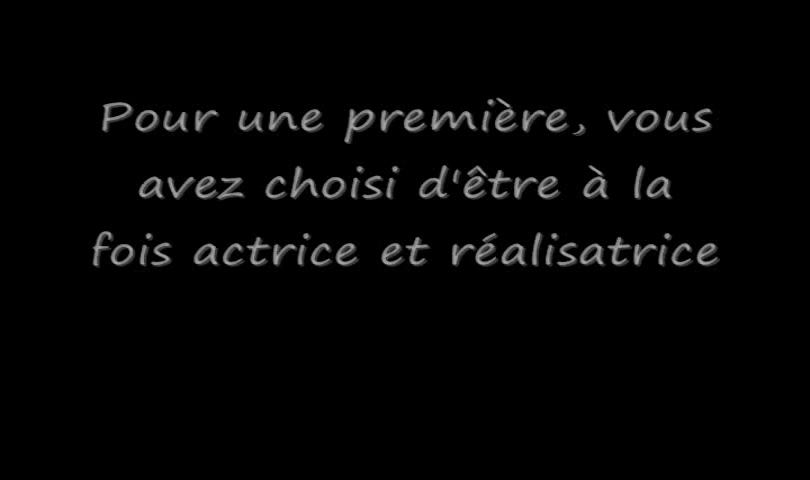 Pour une première, vous
avez choisi d'être à la
fois actrice et réalisatrice